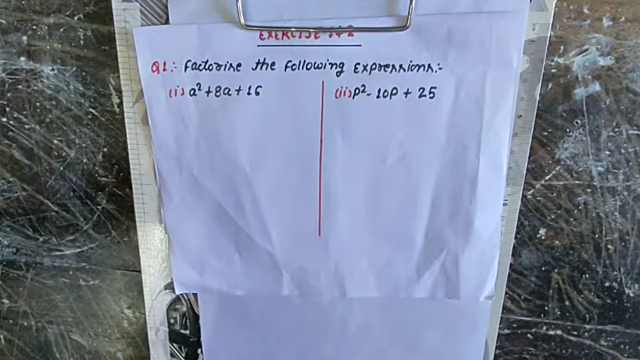 Q1:- Factorise the following Expressions:-
(i) a²+8a+16
(ii) p²-10p + 25